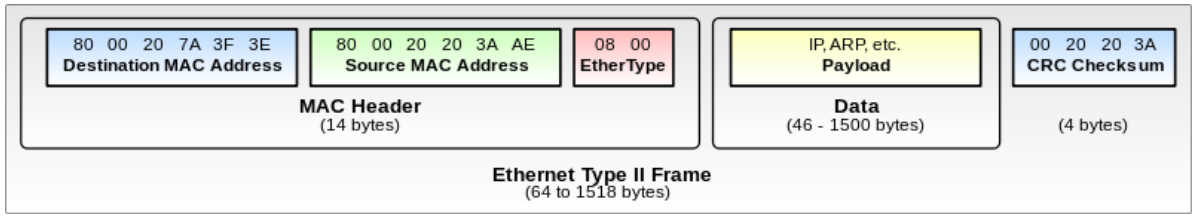 80 00 20 7A 3F 3E
Destination MAC Address
80 00 20 20 3A AE
Source MAC Address
08 00
EtherType
IP, ARP, etc.
Payload
00 20 20 3A
CRC Checksum
MAC Header
(14 bytes)
Data
(46 - 1500 bytes)
(4 bytes)
Ethernet Type II Frame
(64 to 1518 bytes)